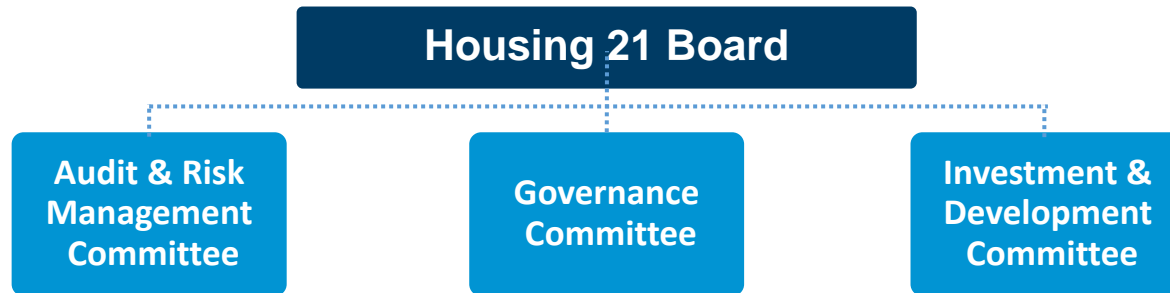 Housing 21 Board
Audit & Risk
Management
Committee
Governance
Committee
Investment &
Development
Committee